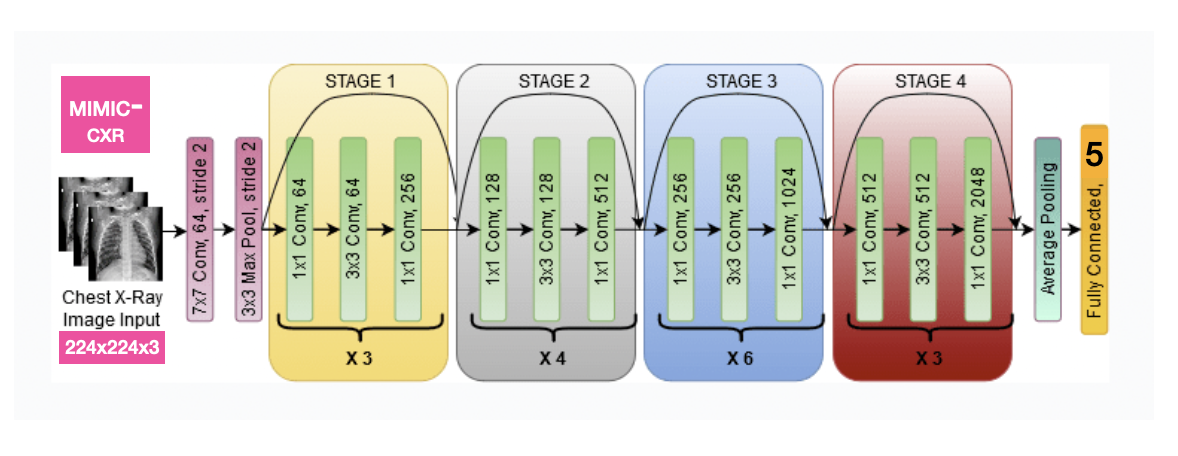 MIMIC-
CXR
Chest X-Ray
Image Input
224x224x3
7x7 Conv, 64, stride 2
3x3 Max Pool, stride 2
STAGE 1
1x1 Conv, 64
3x3 Conv, 64
1x1 Conv, 256
X 3
STAGE 2
1x1 Conv, 128
3x3 Conv, 128
1x1 Conv, 512
X 4
STAGE 3
1x1 Conv, 256
3x3 Conv, 256
1x1 Conv, 1024
X 6
STAGE 4
1x1 Conv, 512
3x3 Conv, 512
1x1 Conv, 2048
X 3
Average Pooling
Fully Connected, 5